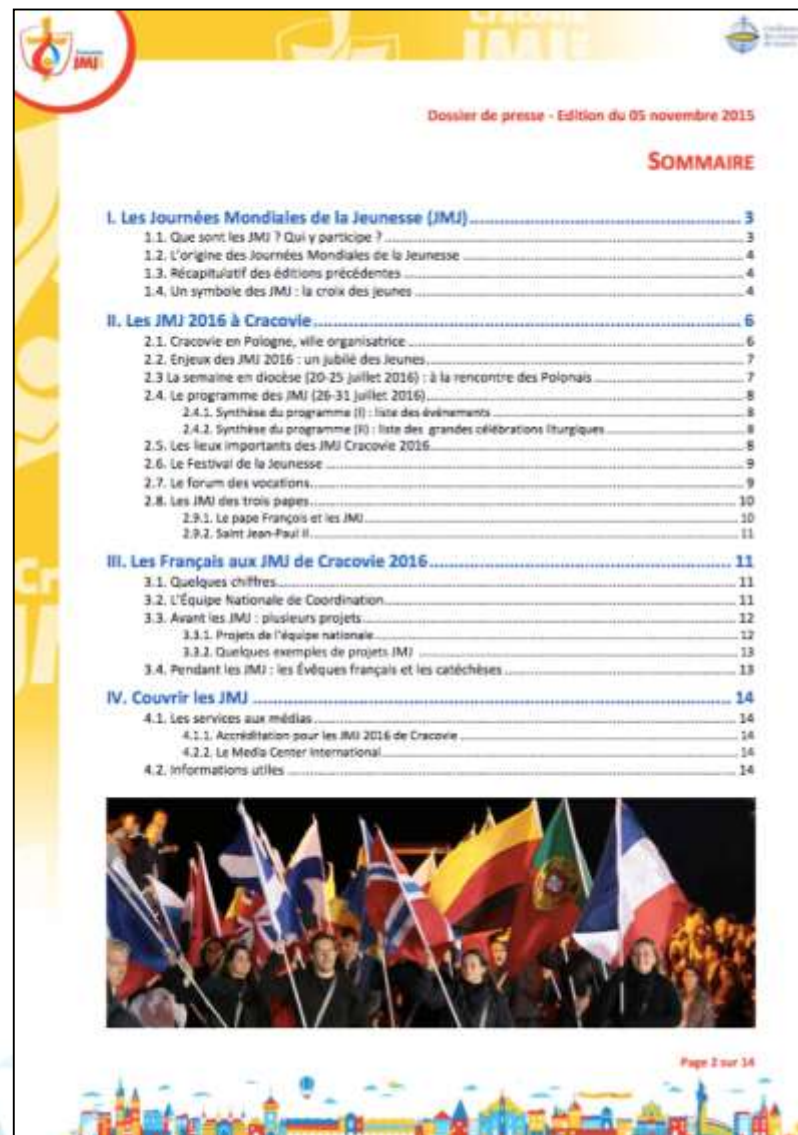 Cracovie
JMJ
JMJ
Dossier de presse - Edition du 05 novembre 2015
SOMMAIRE
I. Les Journées Mondiales de la Jeunesse (JMJ) 3
1.1. Que sont les JMJ ? Qui y participe ? 3
1.2. L'origine des Journées Mondiales de la Jeunesse 4
1.3. Récapitulatif des éditions précédentes 4
1.4. Un symbole des JMJ : la croix des jeunes 4
II. Les JMJ 2016 à Cracovie 6
2.1. Cracovie en Pologne, ville organisatrice 6
2.2. Enjeux des JMJ 2016 : un jubilé des Jeunes 7
2.3 La semaine en diocèse (20-25 juillet 2016) : à la rencontre des Polonais 7
2.4. Le programme des JMJ (26-31 juillet 2016) 8
2.4.1. Synthèse du programme (I) : liste des événements 8
2.4.2. Synthèse du programme (II) : liste des grandes célébrations liturgiques 8
2.5. Les lieux importants des JMJ Cracovie 2016 8
2.6. Le Festival de la Jeunesse 9
2.7. Le forum des vocations 9
2.8. Les JMJ des trois papes 10
2.9.1. Le pape François et les JMJ 10
2.9.2. Saint Jean-Paul II 11
III. Les Français aux JMJ de Cracovie 2016 11
3.1. Quelques chiffres 11
3.2. L'Équipe Nationale de Coordination 11
3.3. Avant les JMJ : plusieurs projets 12
3.3.1. Projets de l'équipe nationale 12
3.3.2. Quelques exemples de projets JMJ 13
3.4. Pendant les JMJ : les Évêques français et les catéchèses 13
IV. Couvrir les JMJ 14
4.1. Les services aux médias 14
4.1.1. Accréditation pour les JMJ 2016 de Cracovie 14
4.2.2. Le Media Center International 14
4.2. Informations utiles 14
Page 2 sur 14